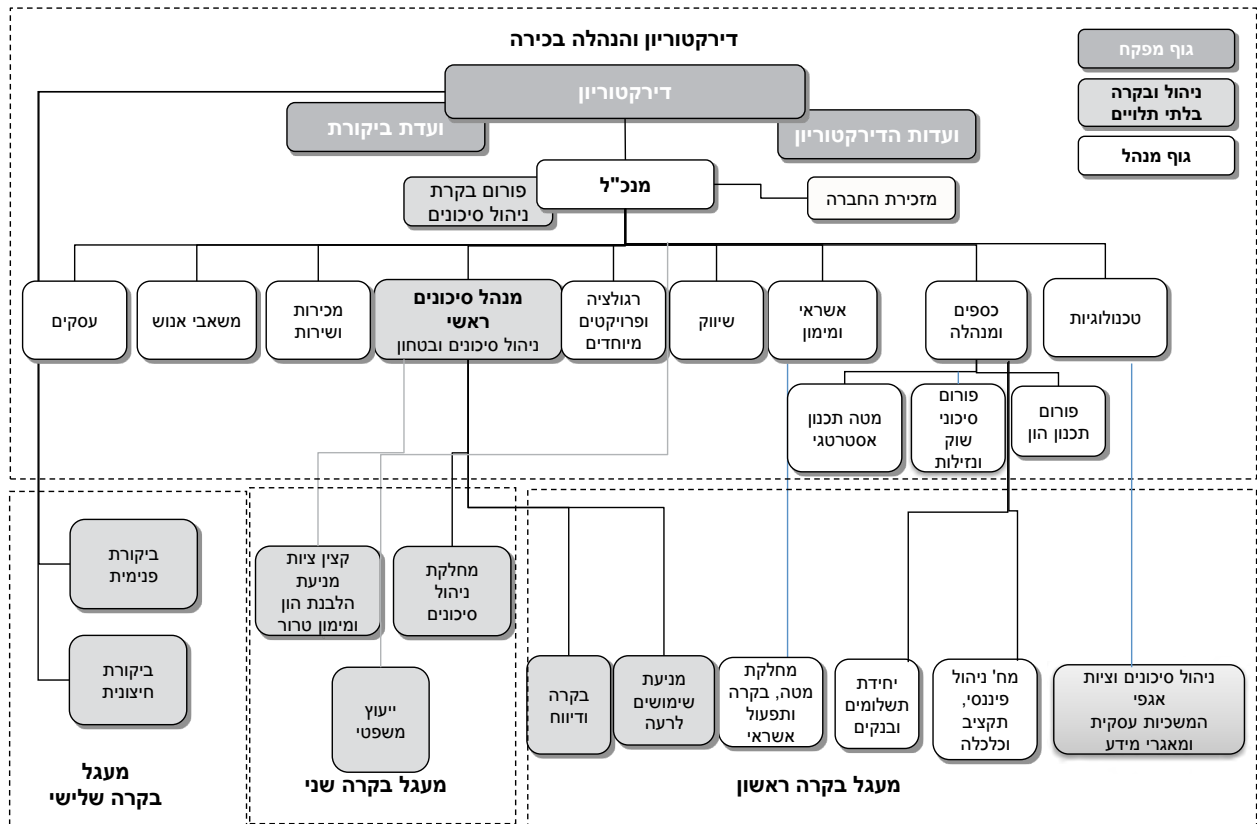 דירקטוריון והנהלה בכירה
גוף מפקח
ניהול ובקרה
בלתי תלויים
גוף מנהל
דירקטוריון
ועדות הדירקטוריון
ועדת ביקורת
מנכ"ל
מזכירת החברה
פורום בקרת
ניהול סיכונים
טכנולוגיות
כספים
ומנהלה
אשראי
ומימון
שיווק
רגולציה
ופרויקטים
מיוחדים
מנהל סיכונים
ראשי
ניהול סיכונים ובטחון
מכירות
ושירות
משאבי אנוש
עסקים
פורום
תכנון הון
פורום
סיכוני
שוק
ונזילות
מטה תכנון
אסטרטגי
ניהול סיכונים וציות
אגפי
המשכיות עסקית
ומאגרי מידע
מח' ניהול
פיננסי,
תקציב
וכלכלה
יחידת
תשלומים
ובנקים
מחלקת
מטה, בקרה
ותפעול
אשראי
מניעת
שימושים
לרעה
בקרה
ודיווח
מעגל בקרה ראשון
מחלקת
ניהול
סיכונים
קצין ציות
מניעת
הלבנת הון
ומימון טרור
ייעוץ
משפטי
מעגל בקרה שני
ביקורת
פנימית
ביקורת
חיצונית
מעגל
בקרה שלישי